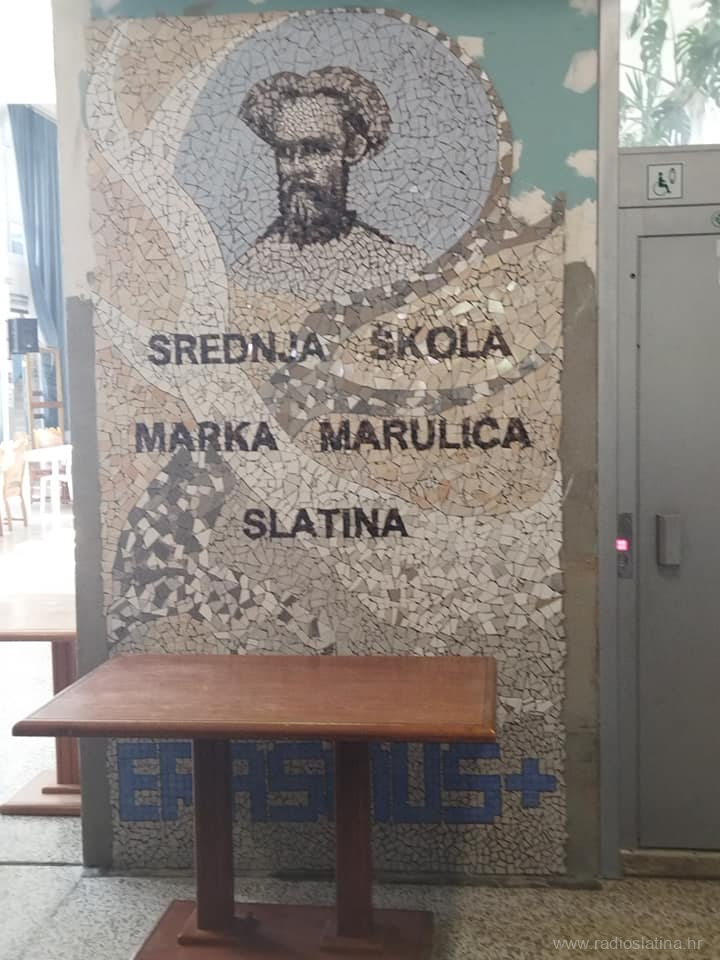 SREDNJA ŠKOLA
MARKA MARULIĆA
SLATINA
ERASMUS+
www.radioslatina.hr